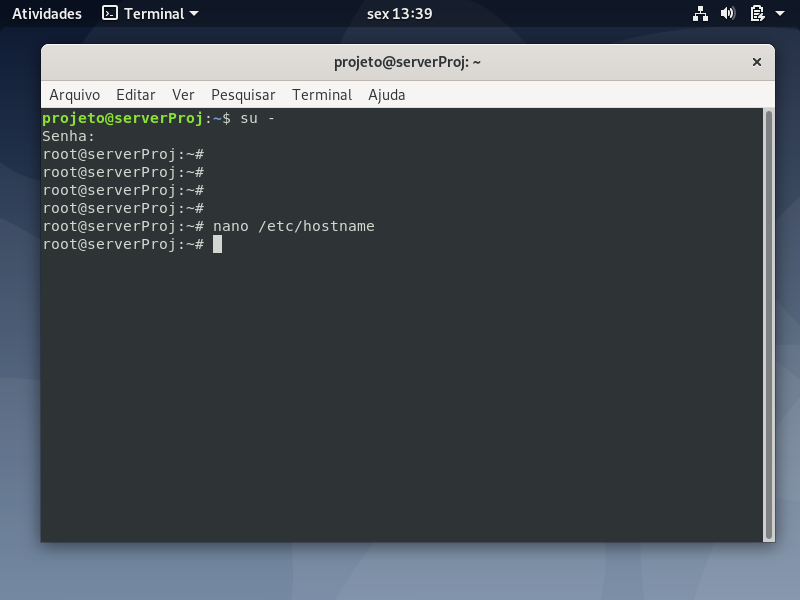 Atividades Terminal sex 13:39
projeto@serverProj: ~ ×
Arquivo Editar Ver Pesquisar Terminal Ajuda
projeto@serverProj:~$ su -
Senha:
root@serverProj:~#
root@serverProj:~#
root@serverProj:~#
root@serverProj:~#
root@serverProj:~# nano /etc/hostname
root@serverProj:~#